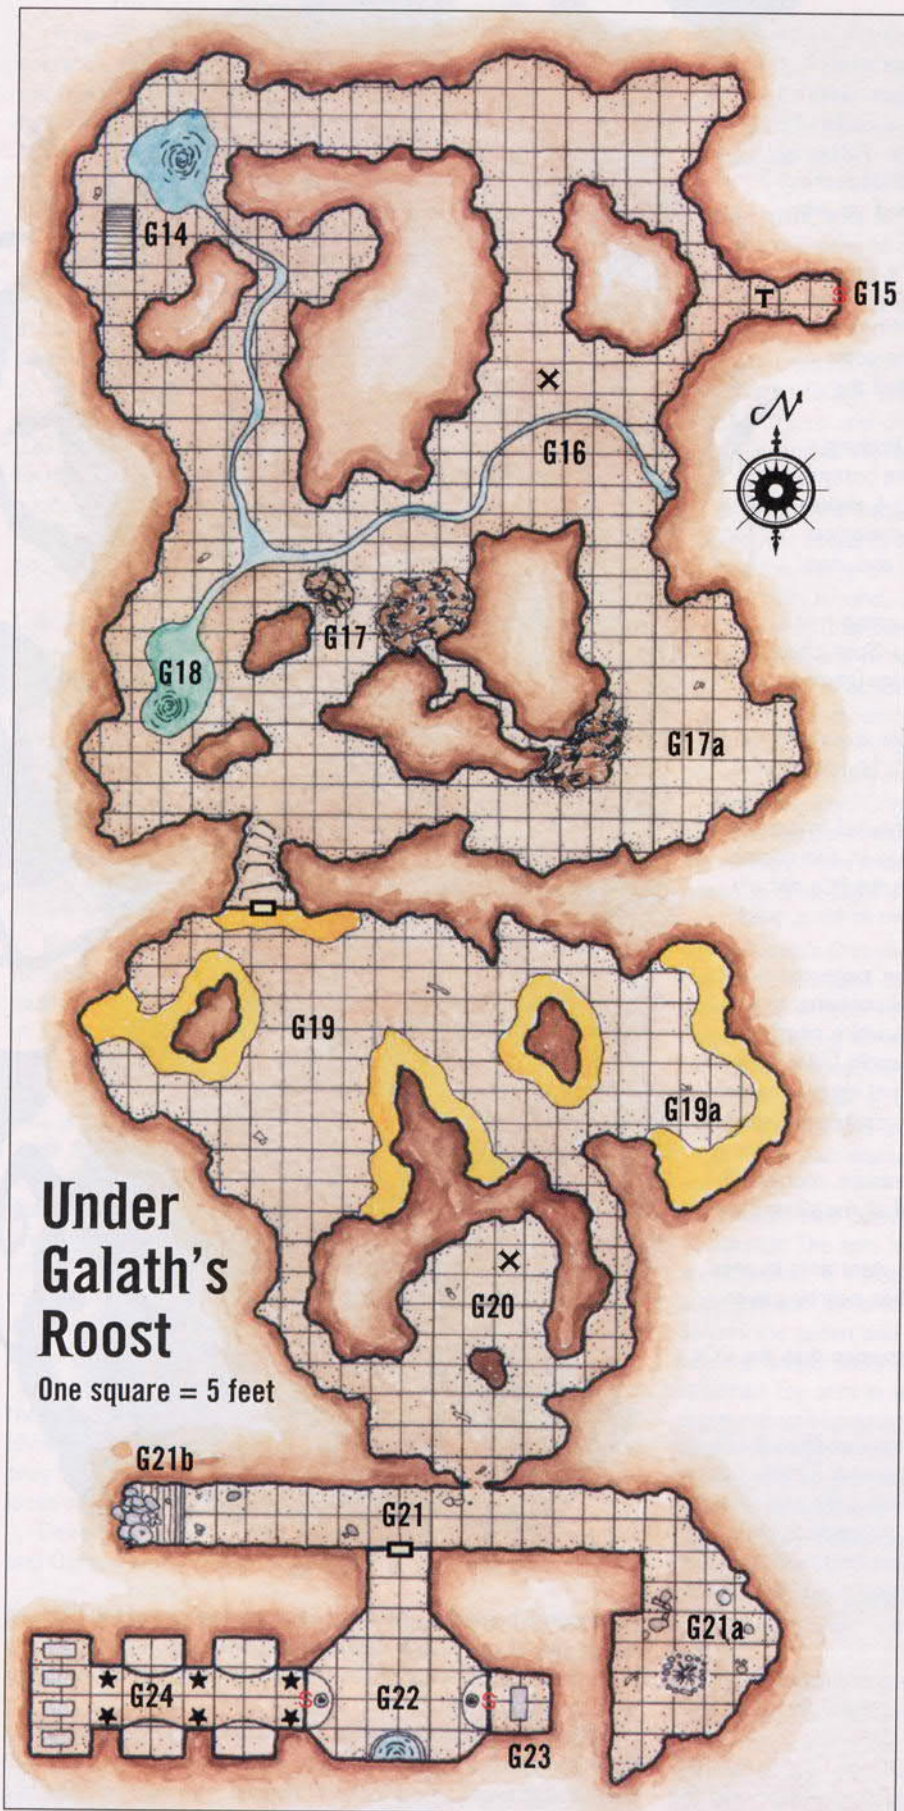 G14
T
S
G15
N
G16
G17
G18
G17a
G19
G19a
Under
Galath's
Roost
One square = 5 feet
G20
G21b
G21
G21a
G24
S
G22
S
G23